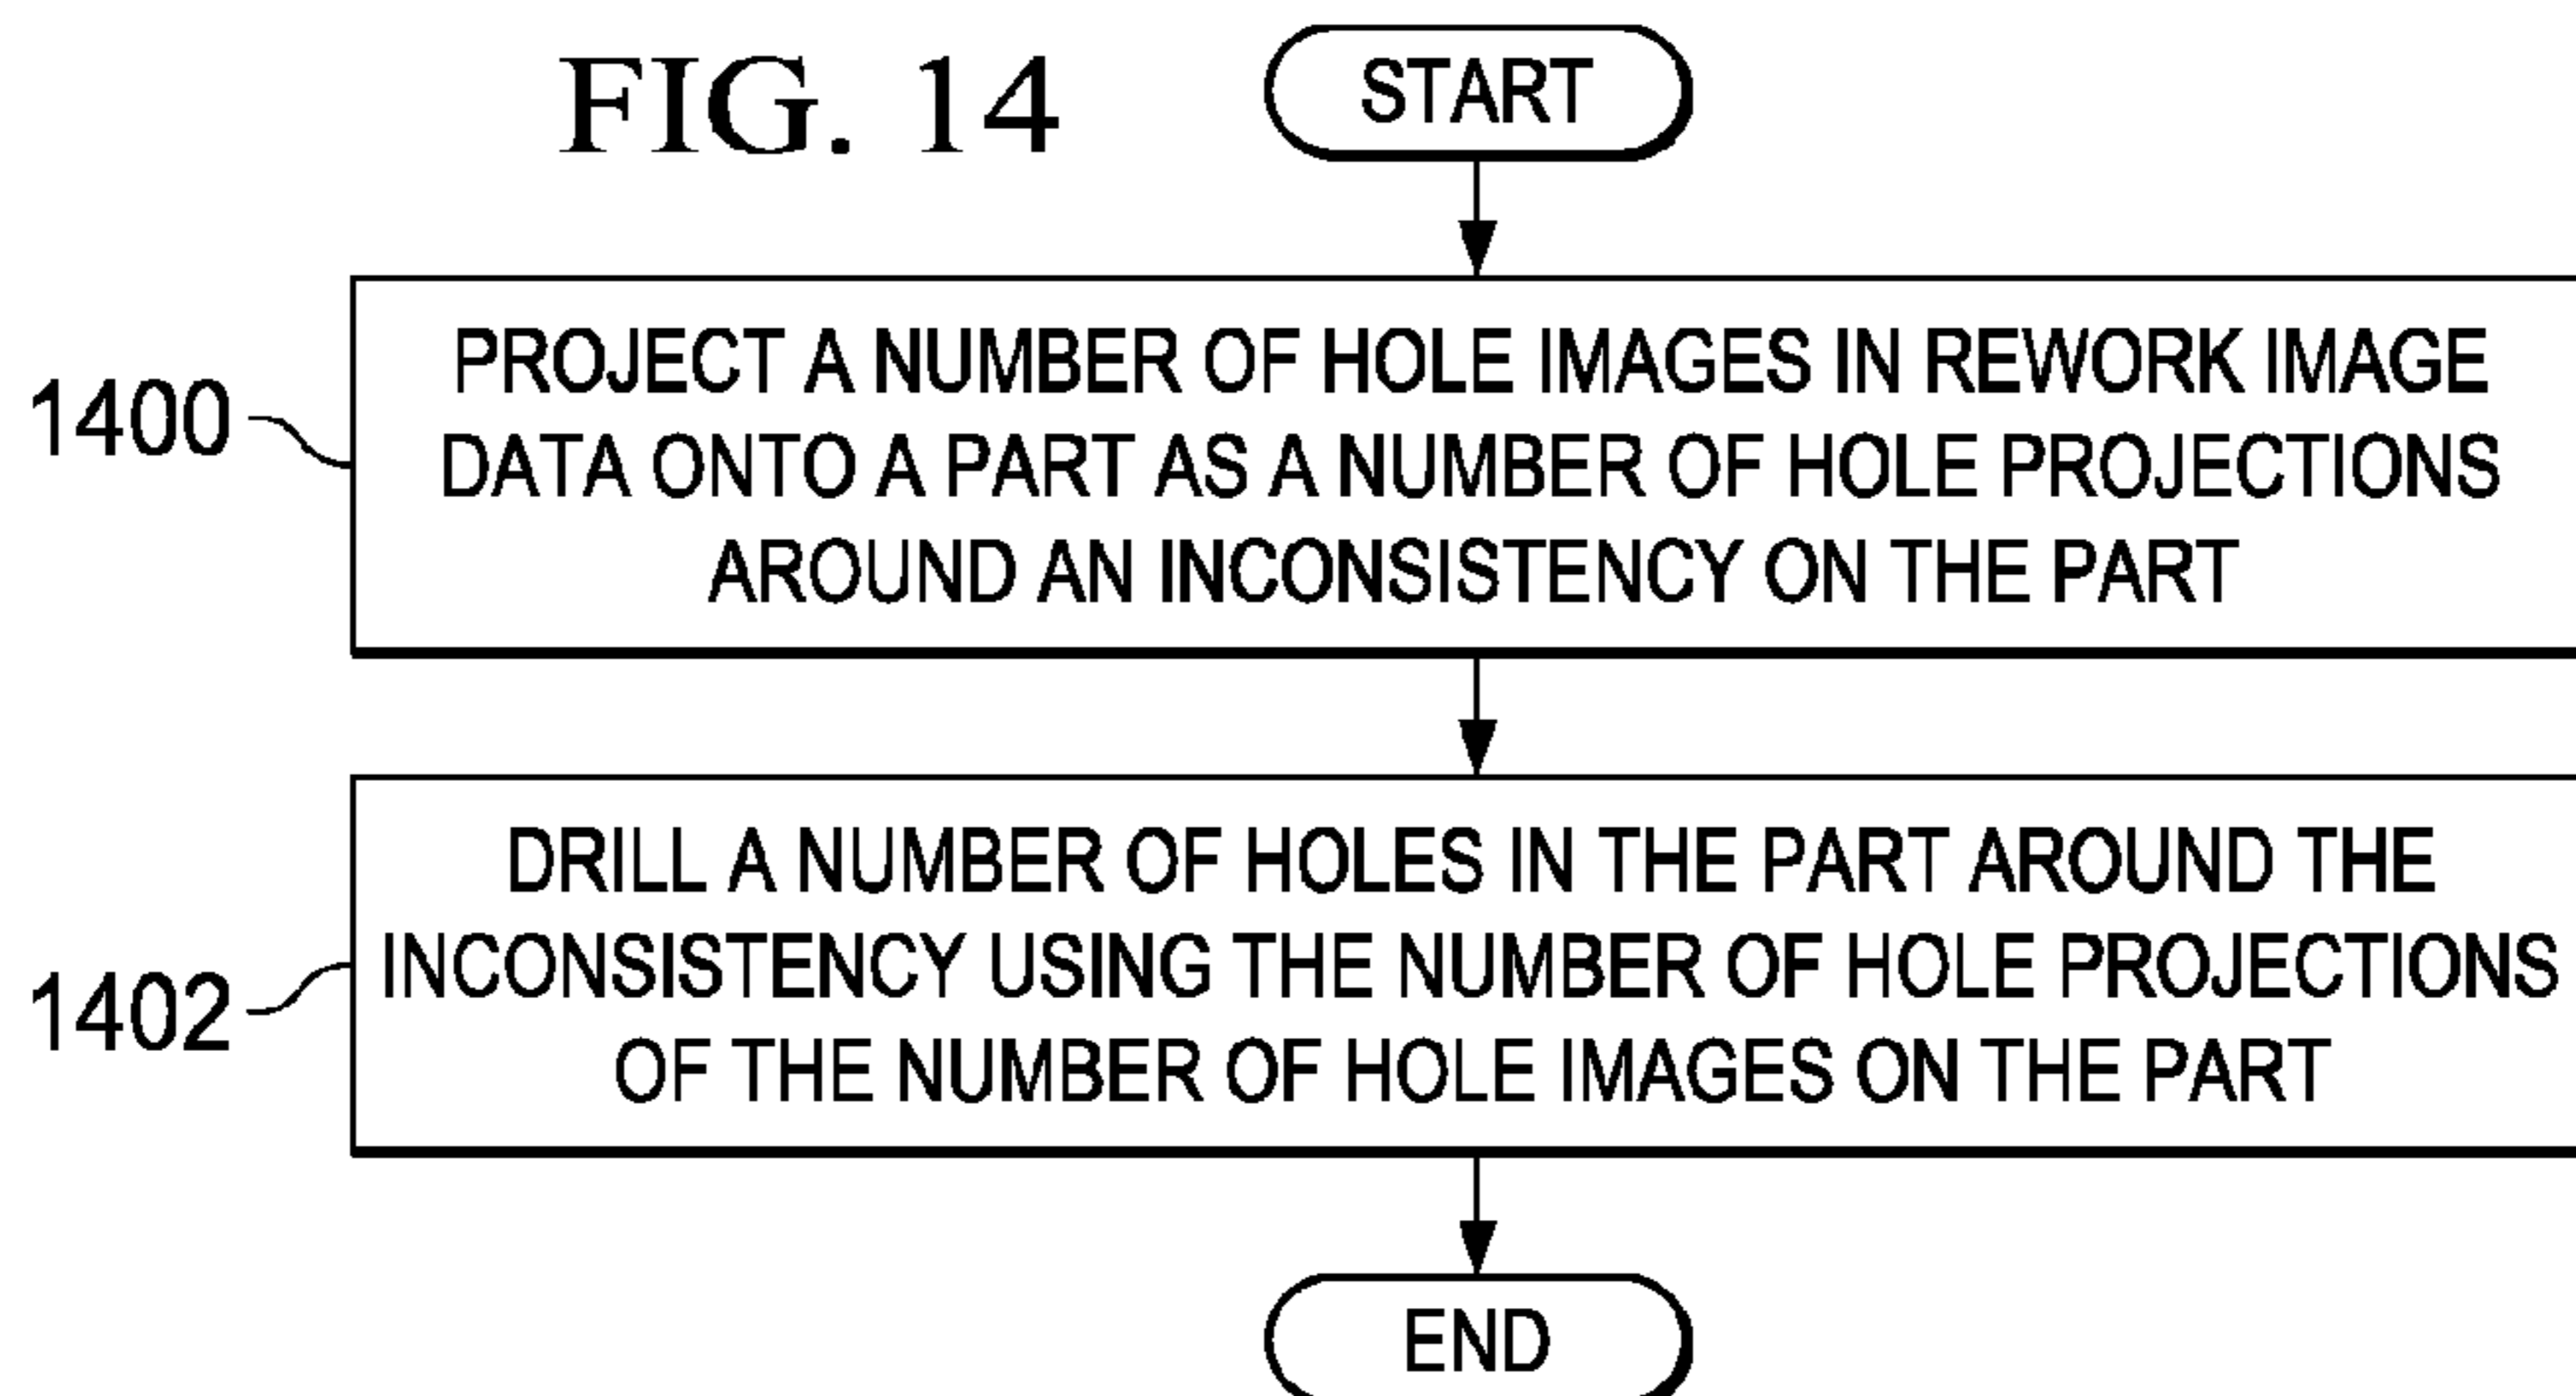 FIG. 14
START
1400
PROJECT A NUMBER OF HOLE IMAGES IN REWORK IMAGE
DATA ONTO A PART AS A NUMBER OF HOLE PROJECTIONS
AROUND AN INCONSISTENCY ON THE PART
1402
DRILL A NUMBER OF HOLES IN THE PART AROUND THE
INCONSISTENCY USING THE NUMBER OF HOLE PROJECTIONS
OF THE NUMBER OF HOLE IMAGES ON THE PART
END